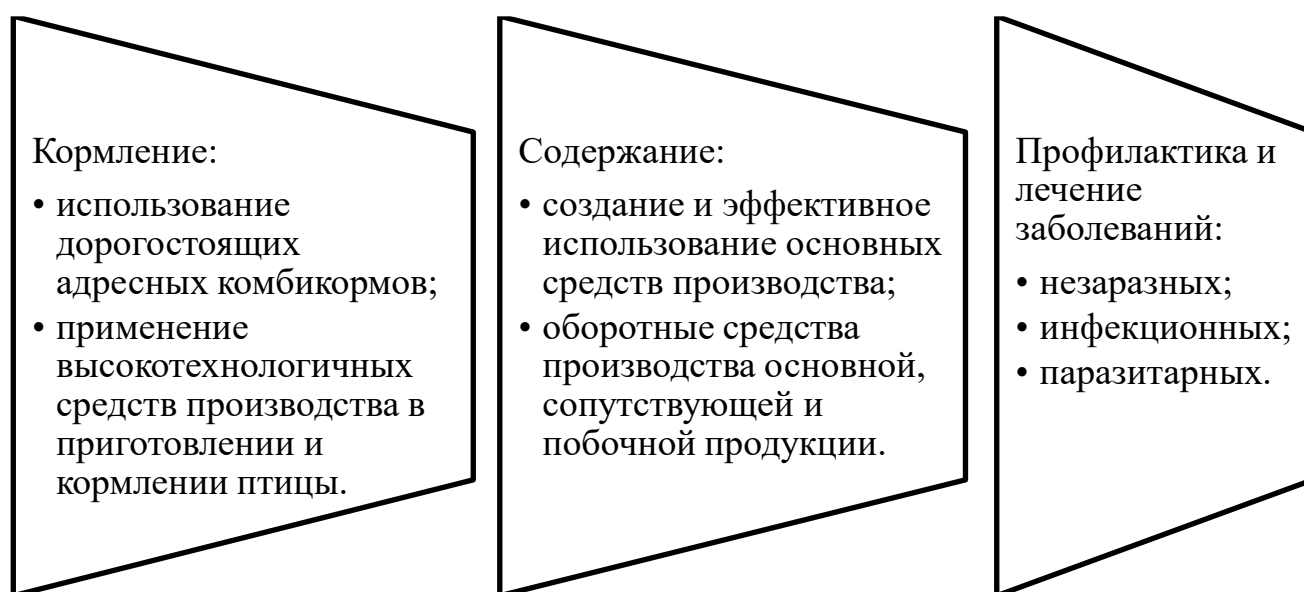 Кормление:
• использование
дорогостоящих
адресных комбикормов;
• применение
высокотехнологичных
средств производства в
приготовлении и
кормлении птицы.
Содержание:
• создание и эффективное
использование основных
средств производства;
• оборотные средства
производства основной,
сопутствующей и
побочной продукции.
Профилактика и
лечение
заболеваний:
• незаразных;
• инфекционных;
• паразитарных.